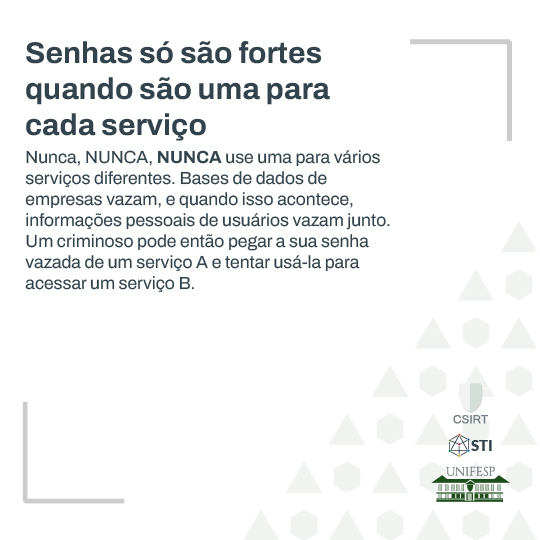 Senhas só são fortes
quando são uma para
cada serviço
Nunca, NUNCA, NUNCA use uma para vários
serviços diferentes. Bases de dados de
empresas vazam, e quando isso acontece,
informações pessoais de usuários vazam junto.
Um criminoso pode então pegar a sua senha
vazada de um serviço A e tentar usá-la para
acessar um serviço B.
CSIRT
STI
UNIFESP